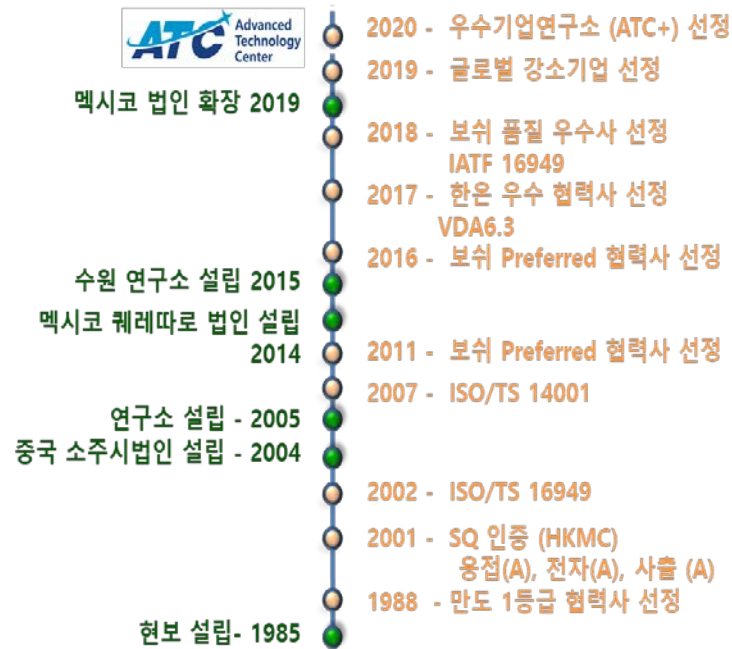 ATC Advanced
Technology
Center
2020 - 우수기업연구소 (ATC+) 선정
2019 - 글로벌 강소기업 선정
멕시코 법인 확장 2019
2018 - 보쉬 품질 우수사 선정
IATF 16949
2017 - 한온 우수 협력사 선정
VDA6.3
2016 - 보쉬 Preferred 협력사 선정
수원 연구소 설립 2015
멕시코 퀘레따로 법인 설립
2014
2011 - 보쉬 Preferred 협력사 선정
2007 - ISO/TS 14001
연구소 설립 - 2005
중국 소주시법인 설립 - 2004
2002 - ISO/TS 16949
2001 - SQ 인증 (HKMC)
용접(A), 전자(A), 사출 (A)
1988 - 만도 1등급 협력사 선정
현보 설립- 1985